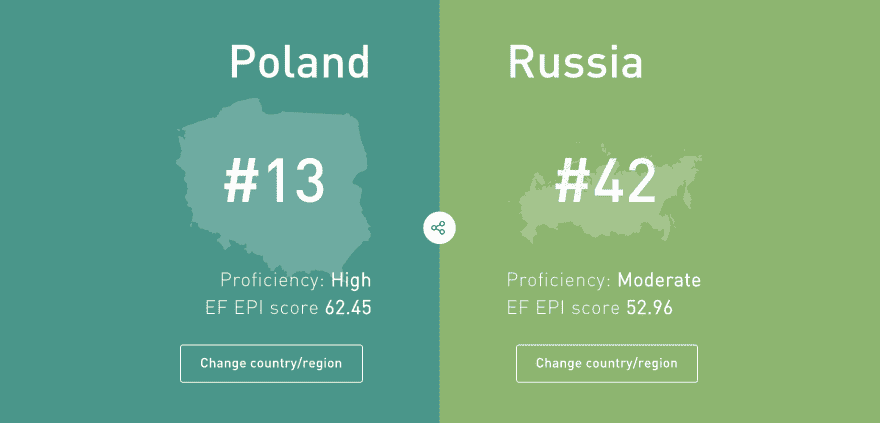 Poland
#13
Proficiency: High
EF EPI score 62.45
Change country/region
Russia
#42
Proficiency: Moderate
EF EPI score 52.96
Change country/region